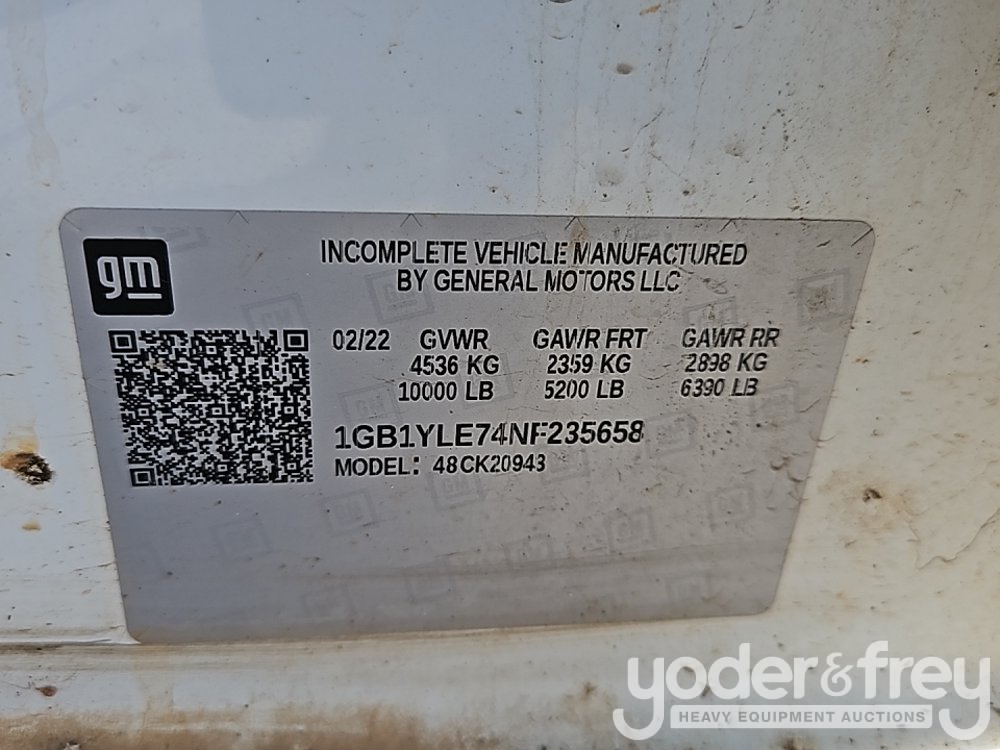 gm
INCOMPLETE VEHICLE MANUFACTURED
BY GENERAL MOTORS LLC
02/22 GVWR GAWR FRT GAWR RR
4536 KG 2359 KG 2898 KG
10000 LB 5200 LB 6390 LB
1GB1YLE74NF235658
MODEL: 48CK20943
yoder&frey
HEAVY EQUIPMENT AUCTIONS